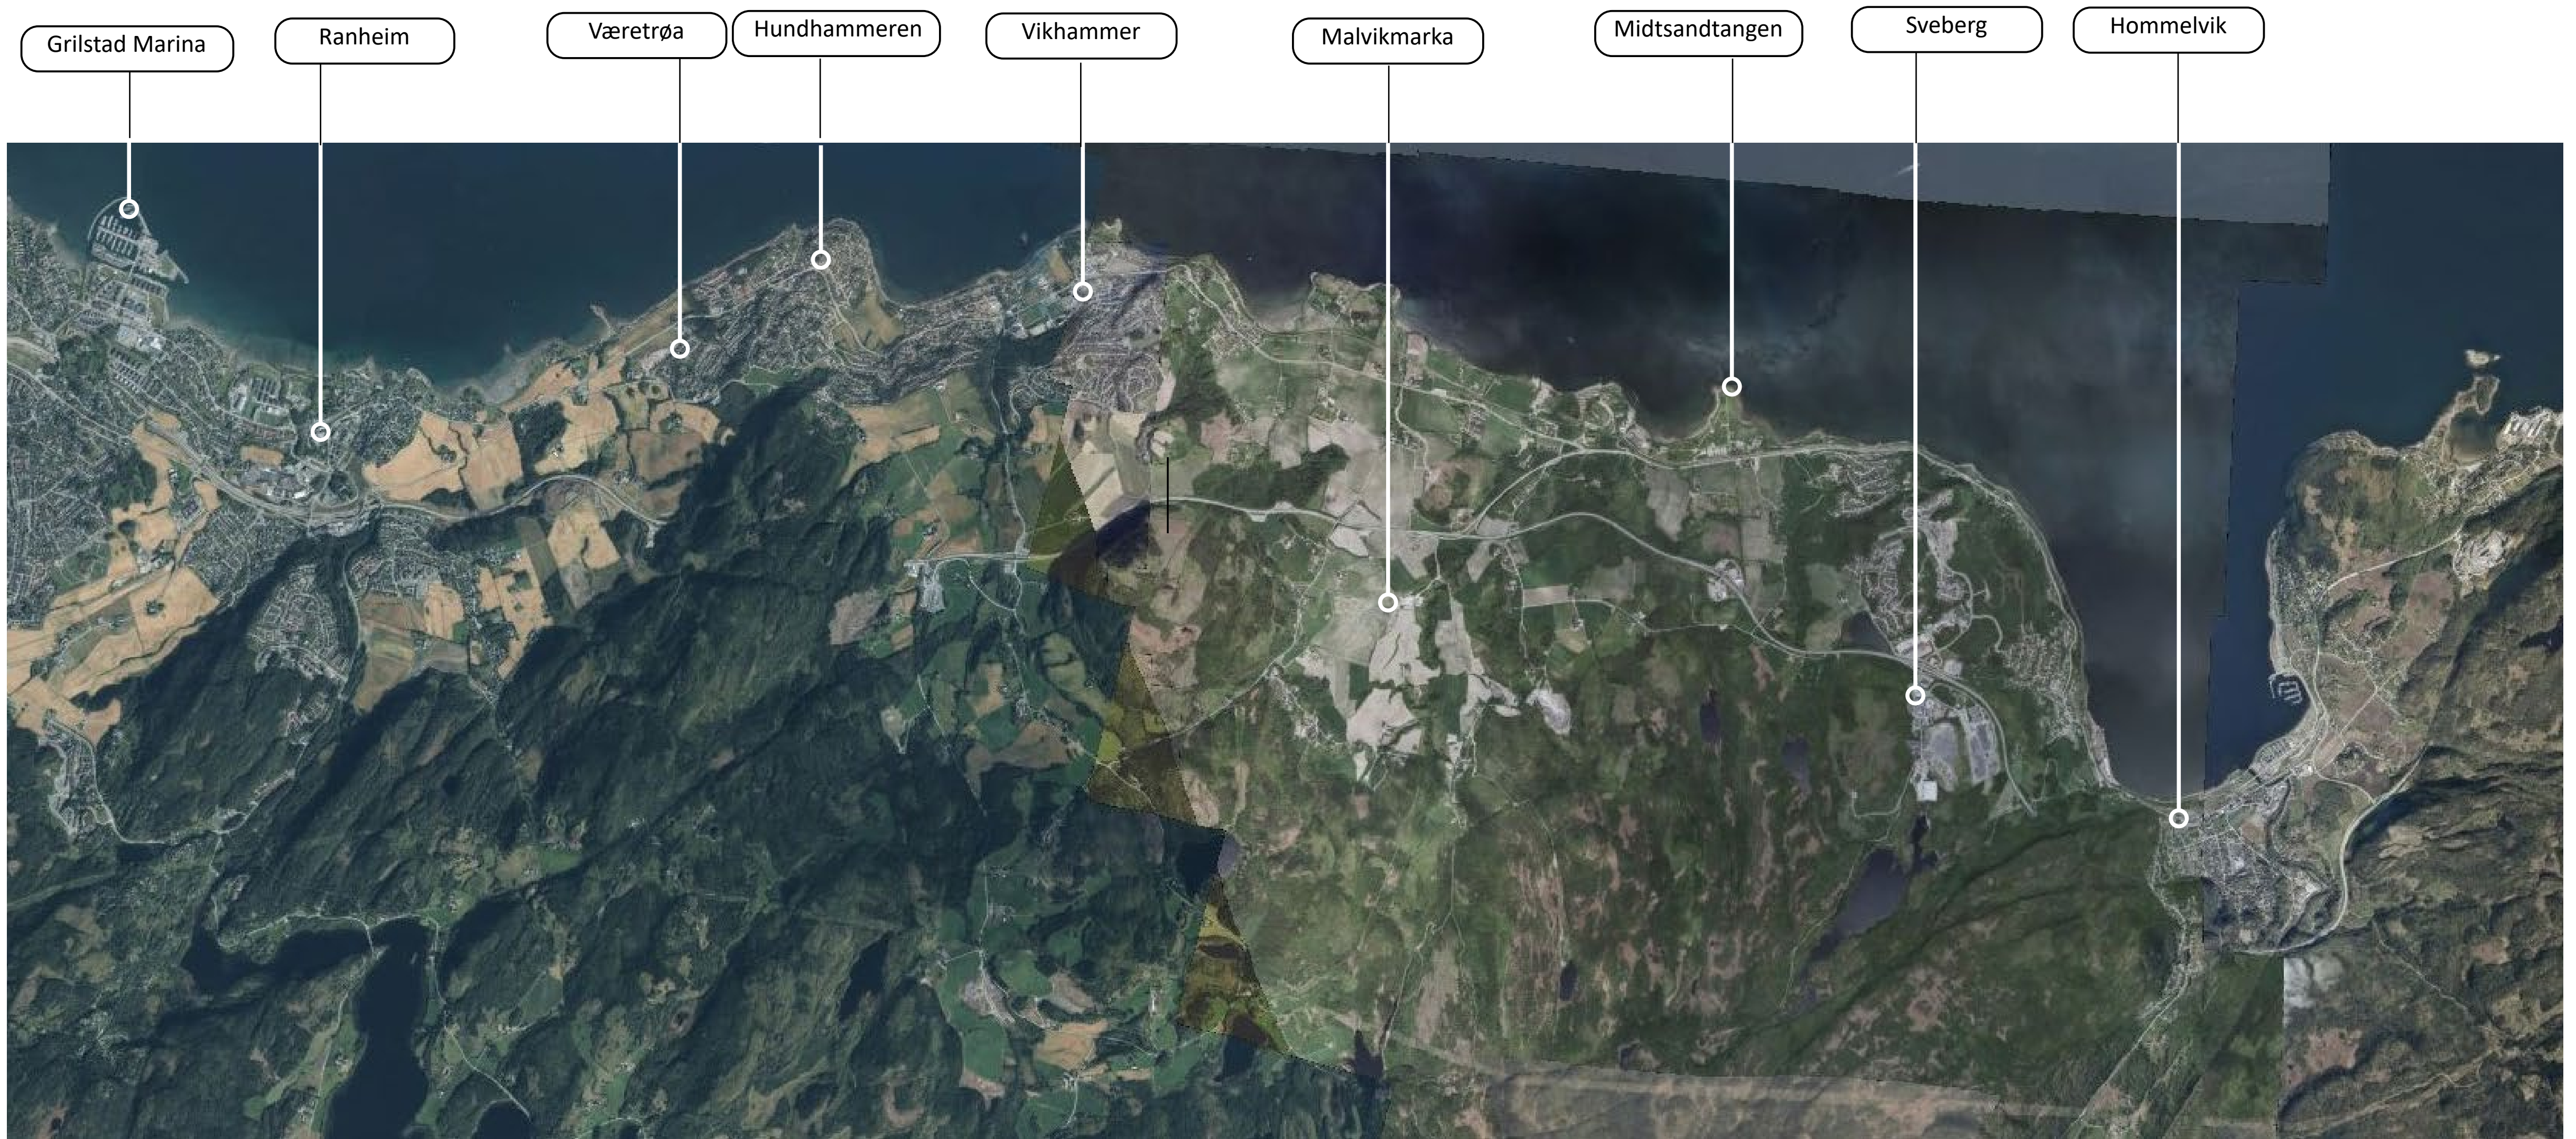 Grilstad Marina
Ranheim
Væretrøa
Hundhammeren
Vikhammer
Malvikmarka
Midtsandtangen
Sveberg
Hommelvik